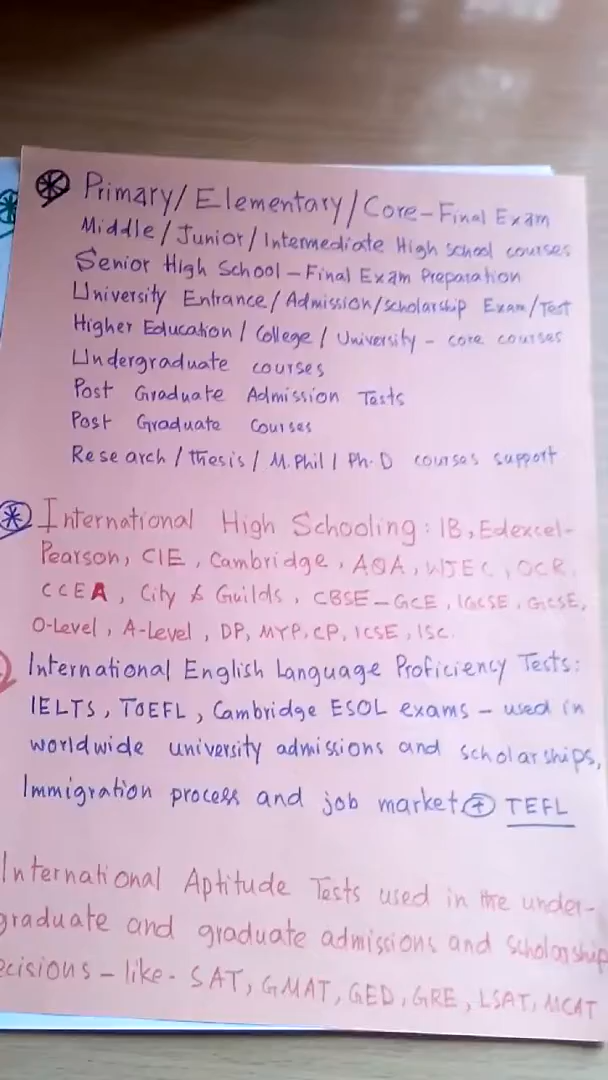 Primary/Elementary/Core-Final Exam
Middle/Junior/Intermediate High School courses
Senior High School - Final Exam Preparation
University Entrance/Admission/scholarship Exam/Test
Higher Education/College/University - core courses
Undergraduate courses
Post Graduate Admission Tests
Post Graduate Courses
Research/thesis/M.Phil/Ph.D courses support
International High Schooling: IB, Edexcel-
Pearson, CIE, Cambridge, AQA, WJEC, OCR,
CCEA, City & Guilds, CBSE-GCE, IGCSE, GCSE,
O-Level, A-Level, DP, MYP, CP, ICSE, ISC.
International English Language Proficiency Tests:
IELTS, TOEFL, Cambridge ESOL exams - used in
worldwide university admissions and scholarships,
Immigration process and job market + TEFL
International Aptitude Tests used in the under-
graduate and graduate admissions and scholarship
ecisions - like - SAT, GMAT, GED, GRE, LSAT, MCAT